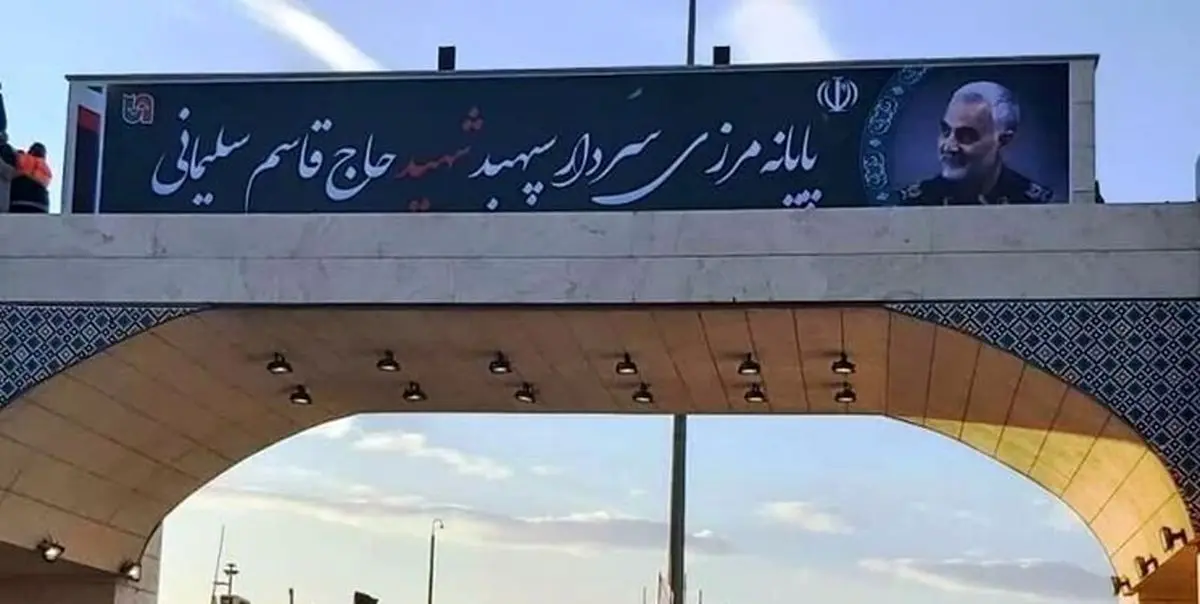 پایانه مرزی سردار سپهبد شهید حاج قاسم سلیمانی